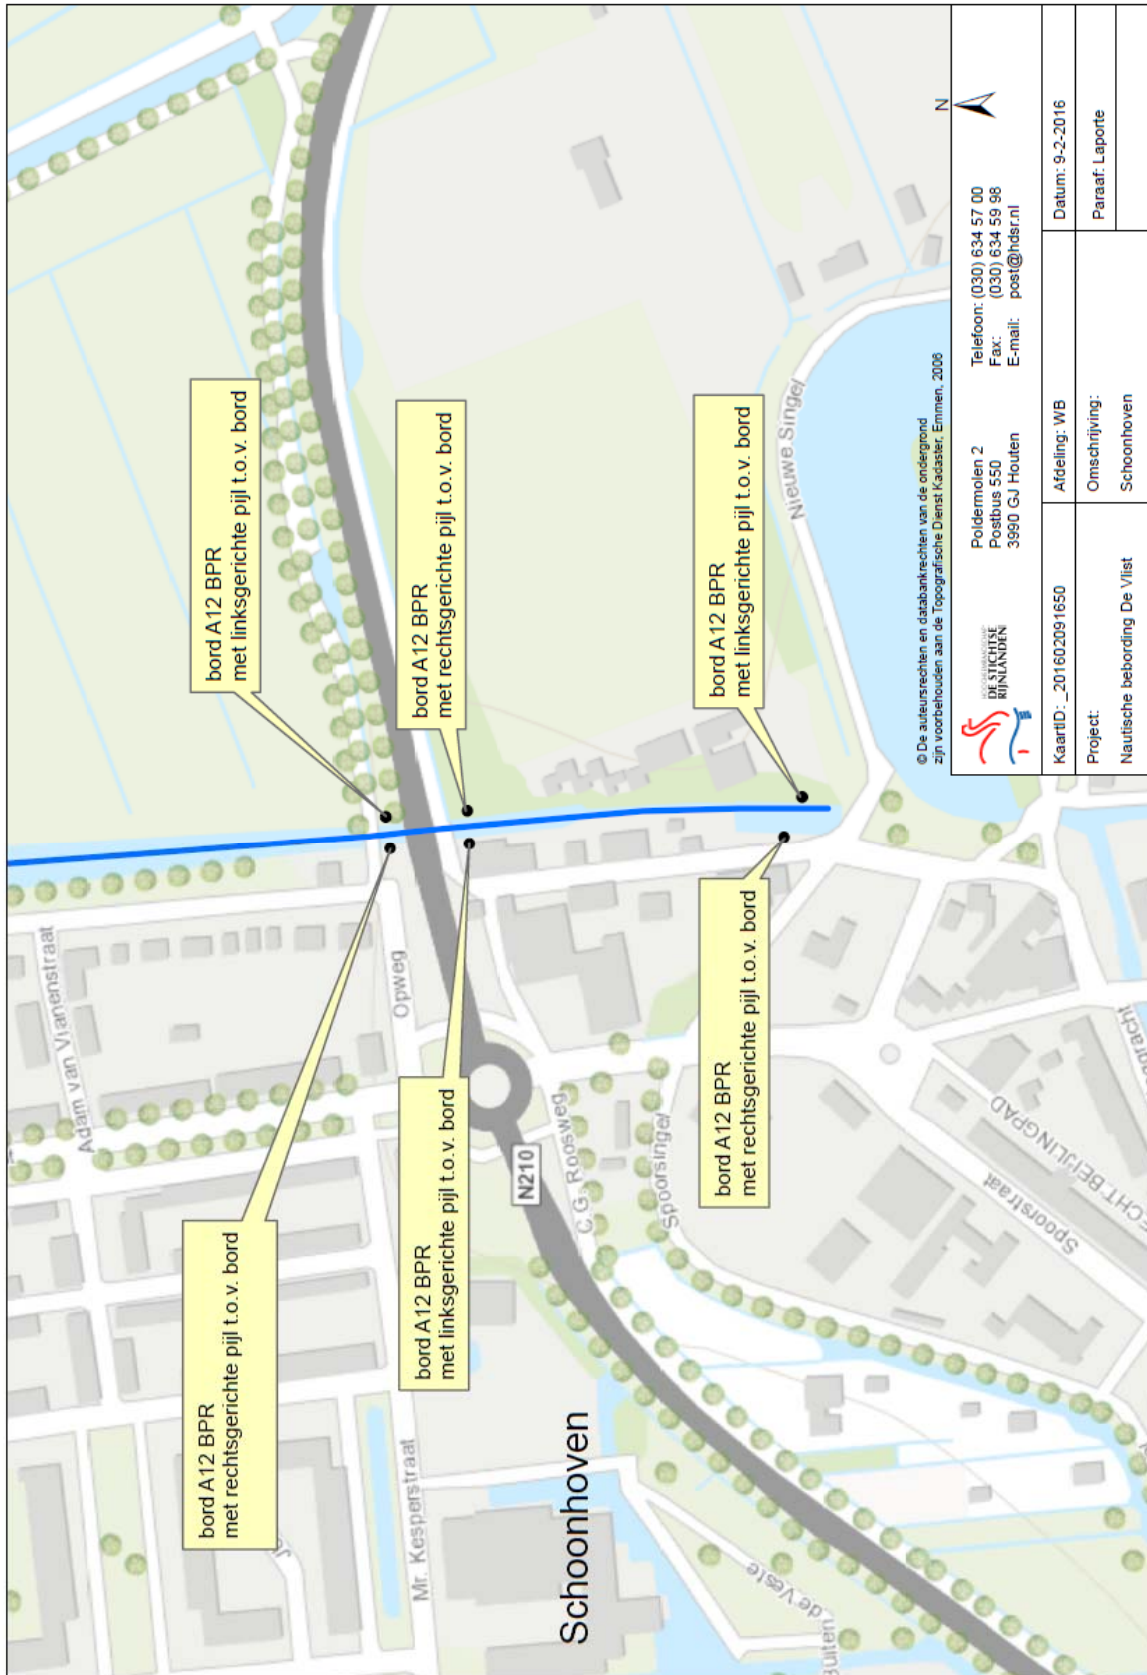 bord A12 BPR
met rechtsgerichte pijl t.o.v. bord
bord A12 BPR
met linksgerichte pijl t.o.v. bord
bord A12 BPR
met linksgerichte pijl t.o.v. bord
bord A12 BPR
met rechtsgerichte pijl t.o.v. bord
bord A12 BPR
met rechtsgerichte pijl t.o.v. bord
bord A12 BPR
met linksgerichte pijl t.o.v. bord
Adam van Vianenstraat
Opweg
Mr. Kesperstraat
Schoonhoven
N210
C.G. Roosweg
Spoorsingel
Spoorstraat
CHT BEIJLINGPAD
Buiten de Veste
Nieuwe Singel
© De auteursrechten en databankrechten van de ondergrond
zijn voorbehouden aan de Topografische Dienst Kadaster, Emmen, 2006
HOOGHEEMRAADSCHAP
DE STICHTSE
RIJNLANDEN
Poldermolen 2
Postbus 550
3990 GJ Houten
Telefoon: (030) 634 57 00
Fax: (030) 634 59 98
E-mail: post@hdsr.nl
N
KaartID: _201602091650
Afdeling: WB
Datum: 9-2-2016
Project:
Nautische bebording De Vlist
Omschrijving:
Schoonhoven
Paraaf: Laporte